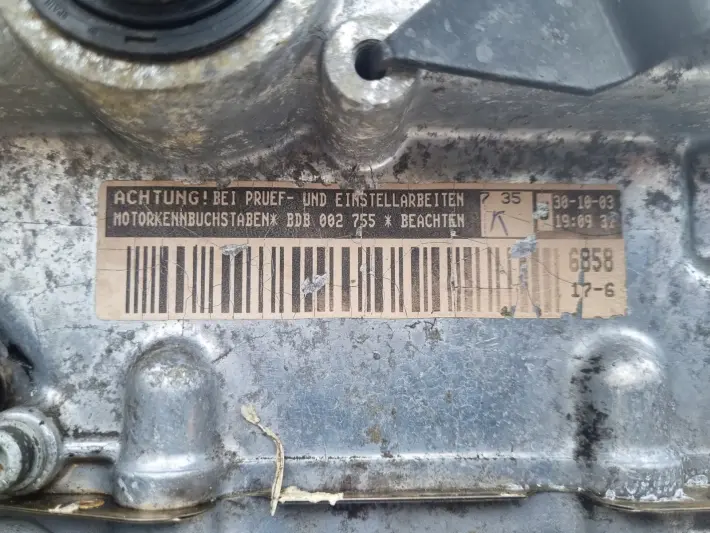 ACHTUNG! BEI PRUEF- UND EINSTELLARBEITEN
MOTORKENNBUCHSTABEN* BDB 002 755 * BEACHTEN
35
K
30-10-03
19:09
6858
17-6